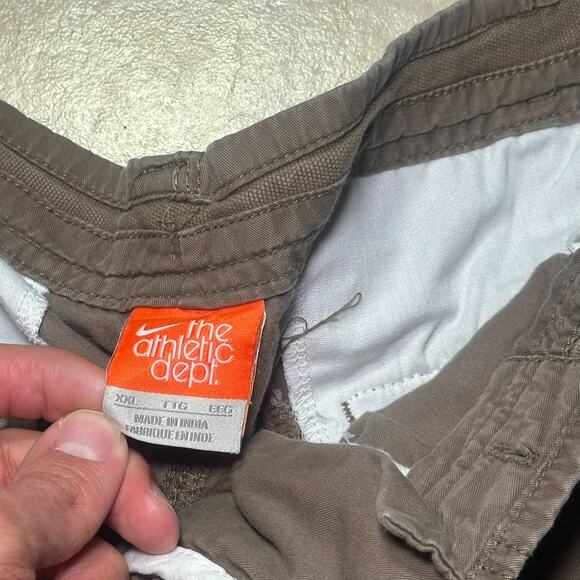 the
athletic
dept.
XXL TTG EEG
MADE IN INDIA
FABRIQUE EN INDE